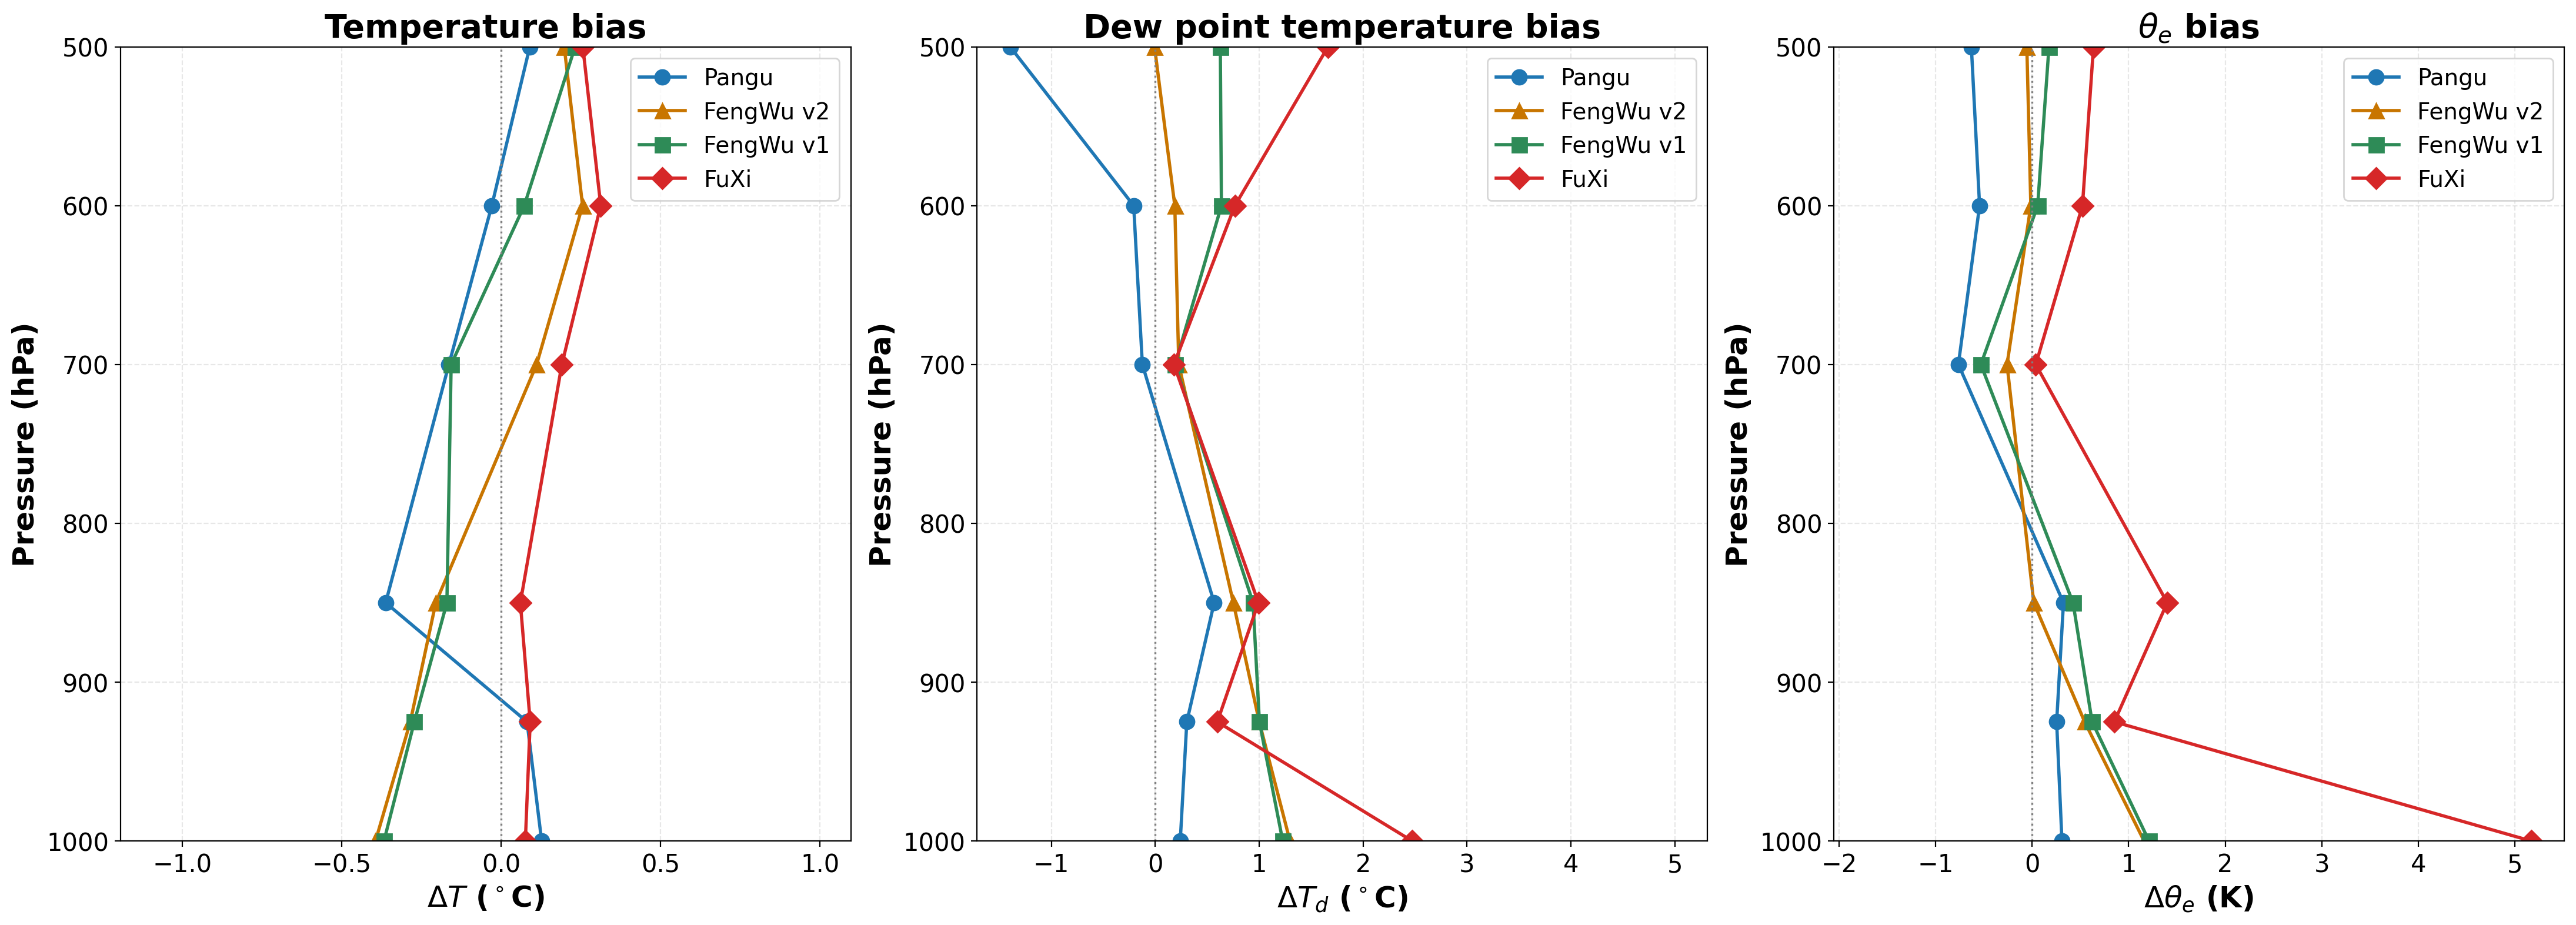 Temperature bias
500
600
700
800
900
1000
Pressure (hPa)
−1.0 −0.5 0.0 0.5 1.0
ΔT (°C)
Pangu
FengWu v2
FengWu v1
FuXi
Dew point temperature bias
500
600
700
800
900
1000
Pressure (hPa)
−1 0 1 2 3 4 5
ΔT_d (°C)
Pangu
FengWu v2
FengWu v1
FuXi
θ_e bias
500
600
700
800
900
1000
Pressure (hPa)
−2 −1 0 1 2 3 4 5
Δθ_e (K)
Pangu
FengWu v2
FengWu v1
FuXi